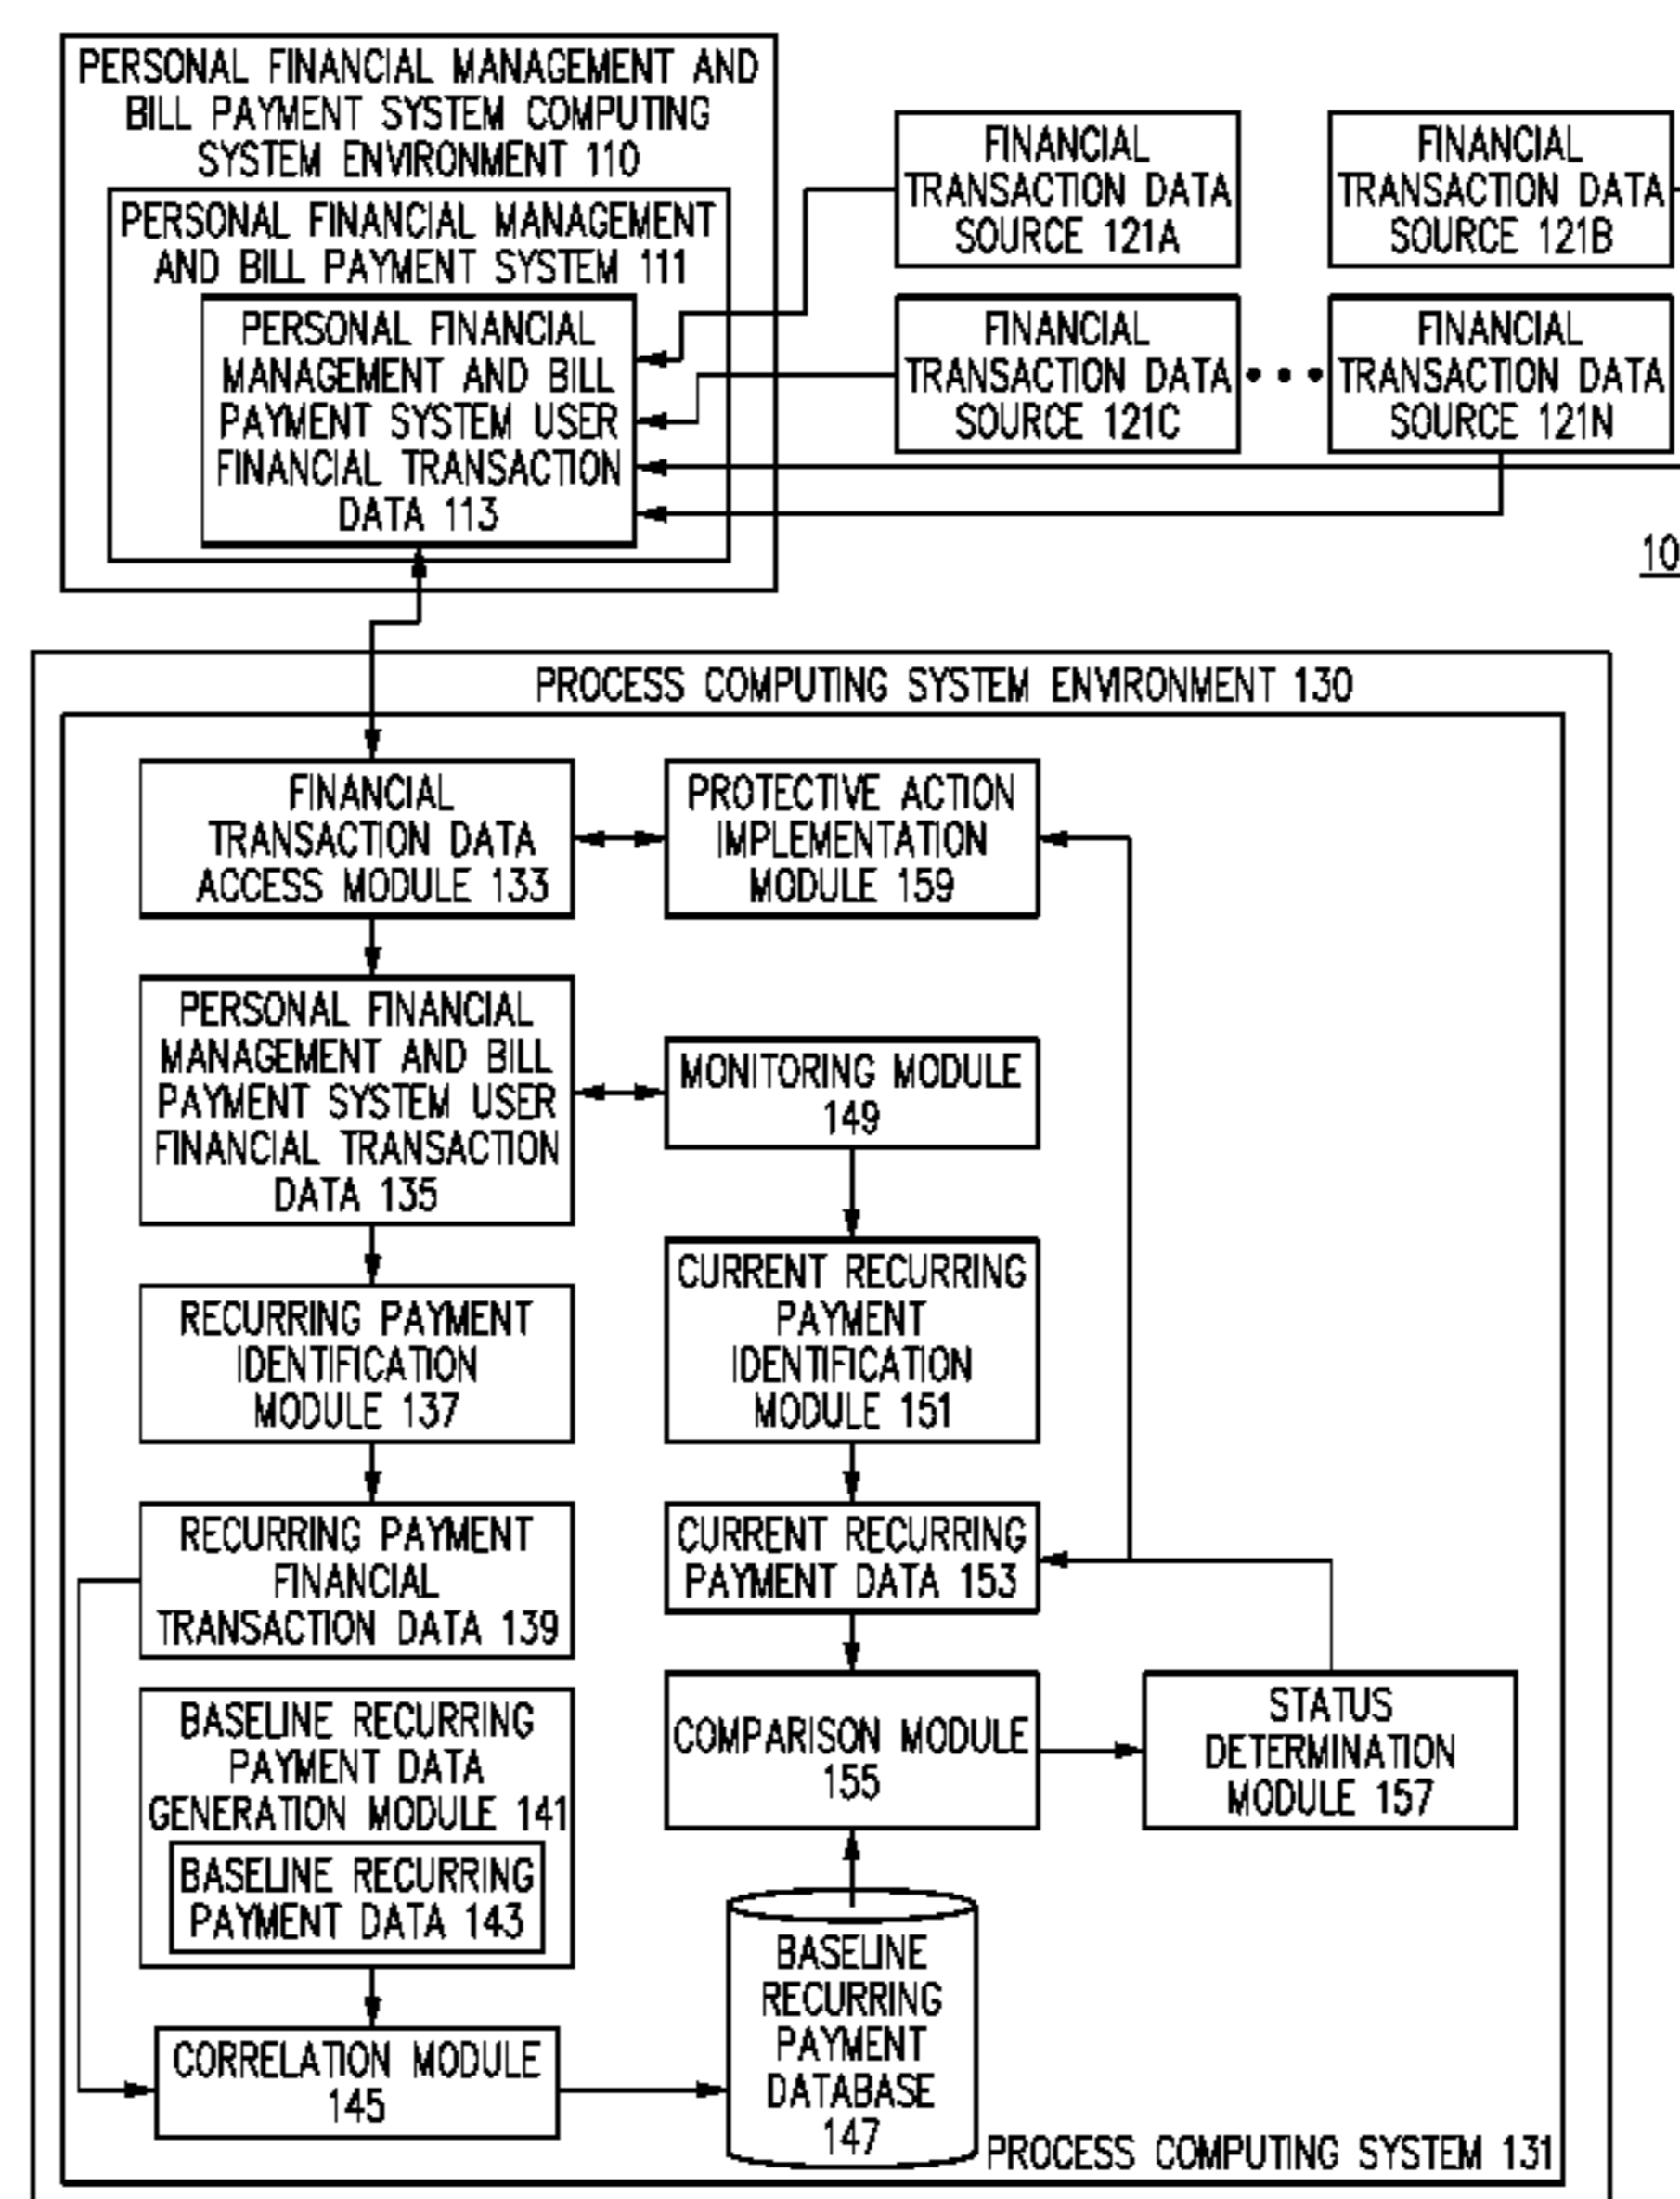 PERSONAL FINANCIAL MANAGEMENT AND
BILL PAYMENT SYSTEM COMPUTING
SYSTEM ENVIRONMENT 110
PERSONAL FINANCIAL MANAGEMENT
AND BILL PAYMENT SYSTEM 111
PERSONAL FINANCIAL
MANAGEMENT AND BILL
PAYMENT SYSTEM USER
FINANCIAL TRANSACTION
DATA 113
FINANCIAL
TRANSACTION DATA
SOURCE 121A
FINANCIAL
TRANSACTION DATA
SOURCE 121B
FINANCIAL
TRANSACTION DATA
SOURCE 121C
FINANCIAL
TRANSACTION DATA
SOURCE 121N
10
PROCESS COMPUTING SYSTEM ENVIRONMENT 130
FINANCIAL
TRANSACTION DATA
ACCESS MODULE 133
PROTECTIVE ACTION
IMPLEMENTATION
MODULE 159
PERSONAL FINANCIAL
MANAGEMENT AND BILL
PAYMENT SYSTEM USER
FINANCIAL TRANSACTION
DATA 135
MONITORING MODULE
149
RECURRING PAYMENT
IDENTIFICATION
MODULE 137
CURRENT RECURRING
PAYMENT
IDENTIFICATION
MODULE 151
RECURRING PAYMENT
FINANCIAL
TRANSACTION DATA 139
CURRENT RECURRING
PAYMENT DATA 153
BASELINE RECURRING
PAYMENT DATA
GENERATION MODULE 141
BASELINE RECURRING
PAYMENT DATA 143
COMPARISON MODULE
155
STATUS
DETERMINATION
MODULE 157
CORRELATION MODULE
145
BASELINE
RECURRING
PAYMENT
DATABASE
147
PROCESS COMPUTING SYSTEM 131